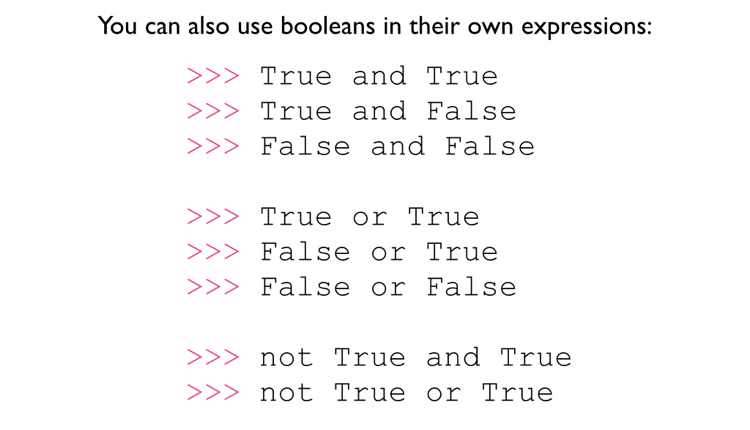 You can also use booleans in their own expressions:
>>> True and True
>>> True and False
>>> False and False
>>> True or True
>>> False or True
>>> False or False
>>> not True and True
>>> not True or True